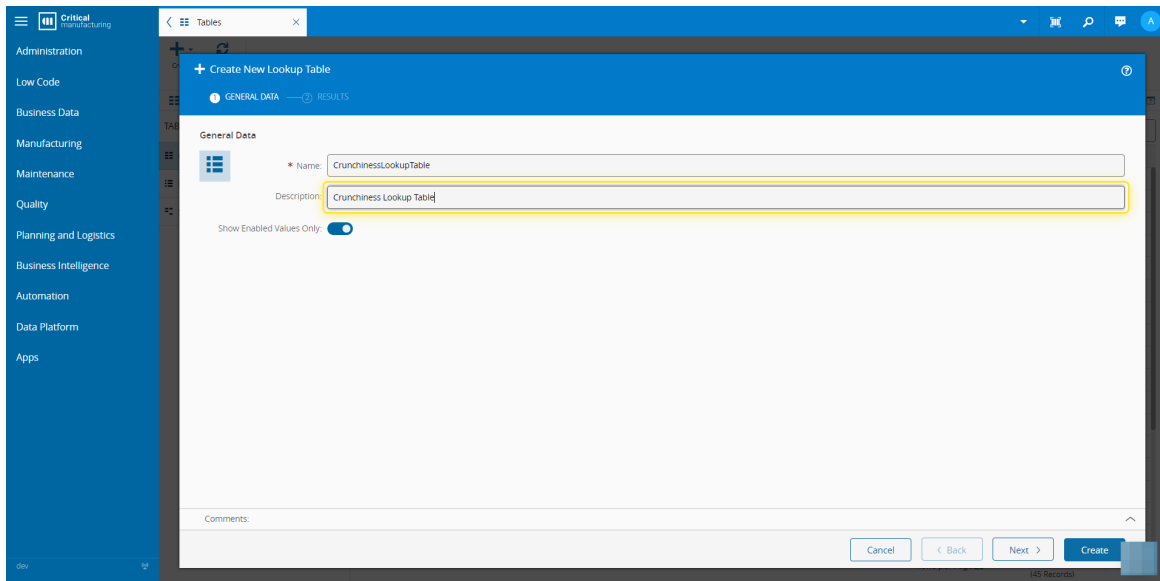 Critical
manufacturing
Tables
A
Administration
Low Code
Business Data
Manufacturing
Maintenance
Quality
Planning and Logistics
Business Intelligence
Automation
Data Platform
Apps
dev
Create New Lookup Table
1 GENERAL DATA 2 RESULTS
General Data
* Name: CrunchinessLookupTable
Description: Crunchiness Lookup Table
Show Enabled Values Only:
Comments:
Cancel
Back
Next
Create
(45 Records)